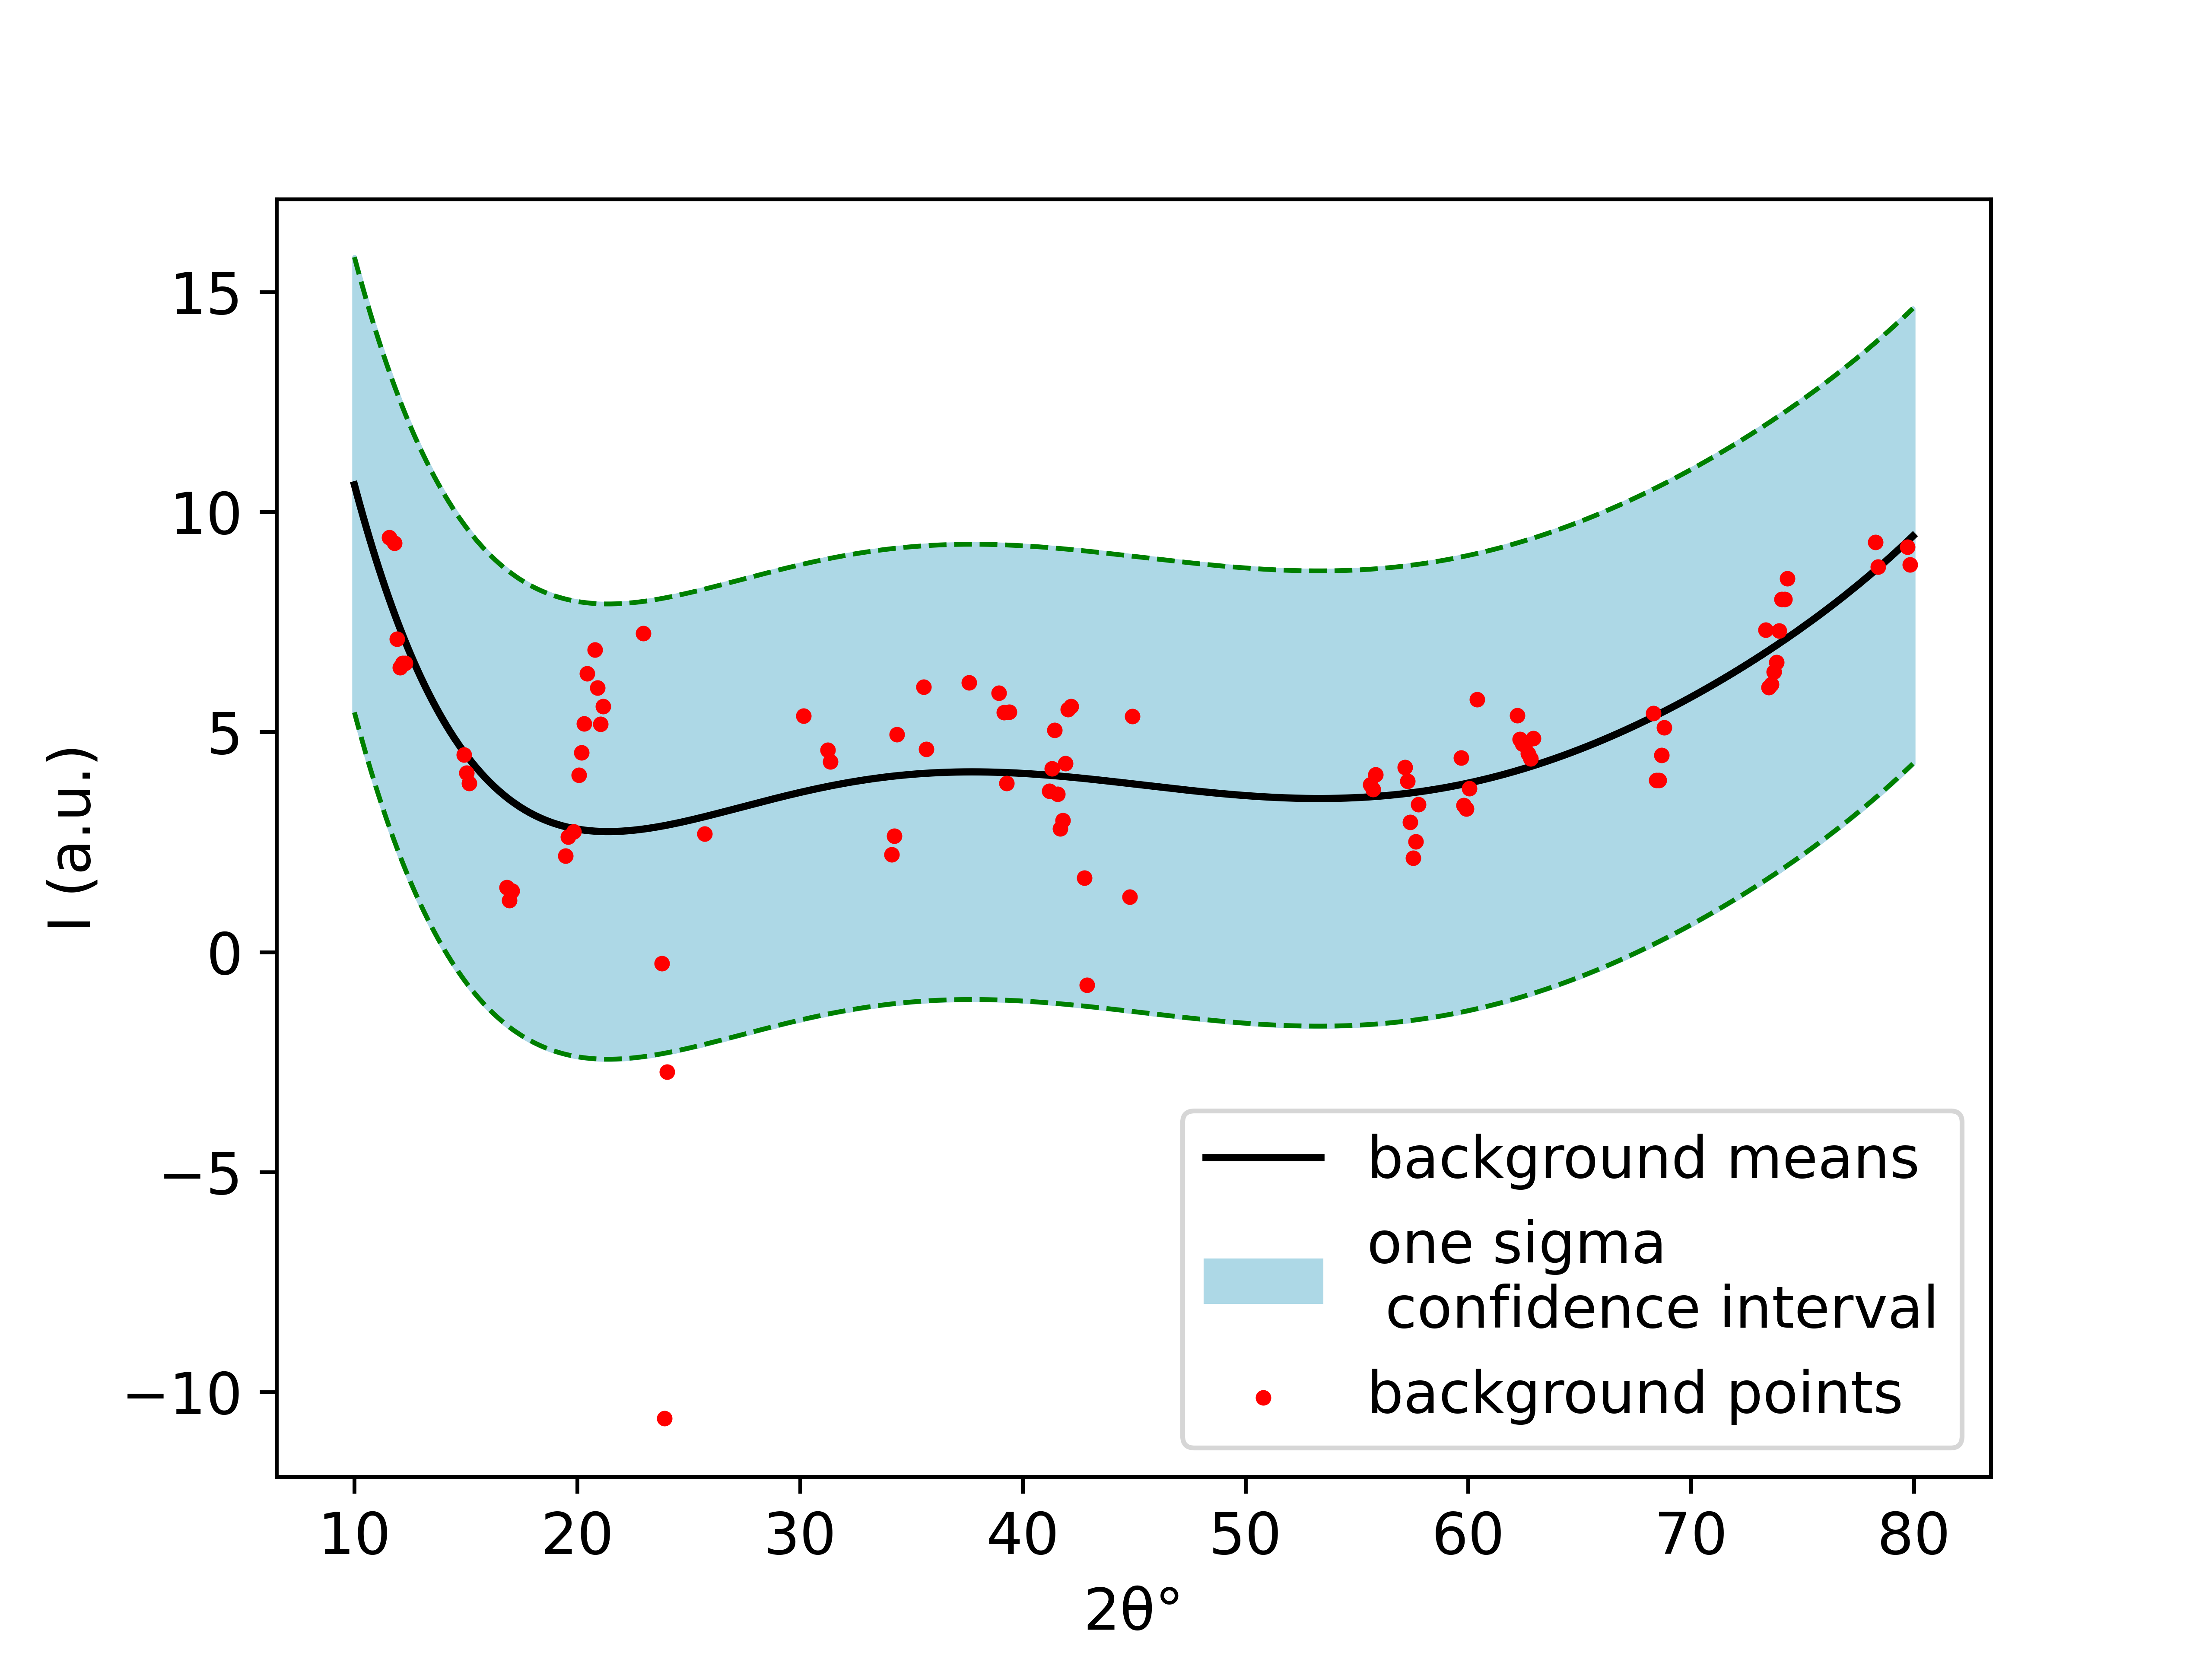 15
10
5
0
−5
−10
I (a.u.)
background means
one sigma
confidence interval
background points
10 20 30 40 50 60 70 80
2θ°